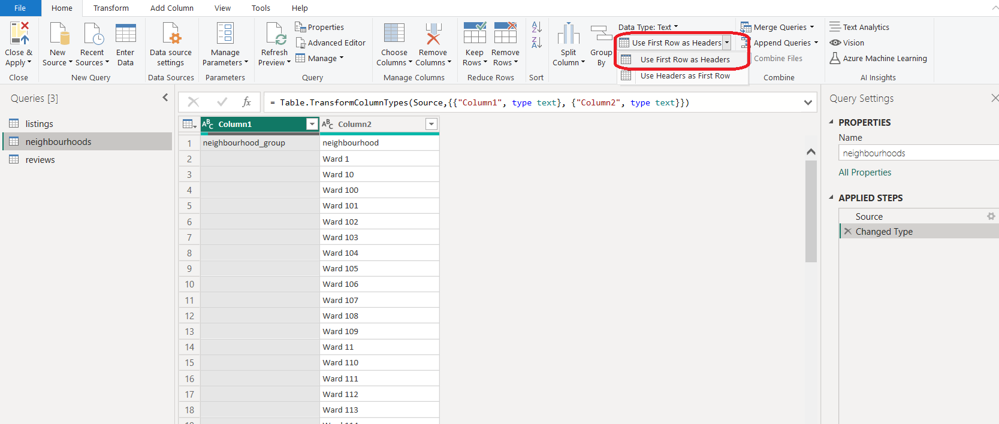 File Home Transform Add Column View Tools Help
Close & Apply
Close
New Source
Recent Sources
Enter Data
New Query
Data source settings
Data Sources
Manage Parameters
Parameters
Refresh Preview
Properties
Advanced Editor
Manage
Query
Choose Columns
Remove Columns
Manage Columns
Keep Rows
Remove Rows
Reduce Rows
Sort
Split Column
Group By
Data Type: Text
Use First Row as Headers
Use First Row as Headers
Use Headers as First Row
Merge Queries
Append Queries
Combine Files
Combine
Text Analytics
Vision
Azure Machine Learning
AI Insights
Queries [3]
listings
neighbourhoods
reviews
fx
= Table.TransformColumnTypes(Source,{{"Column1", type text}, {"Column2", type text}})
ABC Column1 ABC Column2
1 neighbourhood_group neighbourhood
2 Ward 1
3 Ward 10
4 Ward 100
5 Ward 101
6 Ward 102
7 Ward 103
8 Ward 104
9 Ward 105
10 Ward 106
11 Ward 107
12 Ward 108
13 Ward 109
14 Ward 11
15 Ward 110
16 Ward 111
17 Ward 112
18 Ward 113
Query Settings
PROPERTIES
Name
neighbourhoods
All Properties
APPLIED STEPS
Source
Changed Type